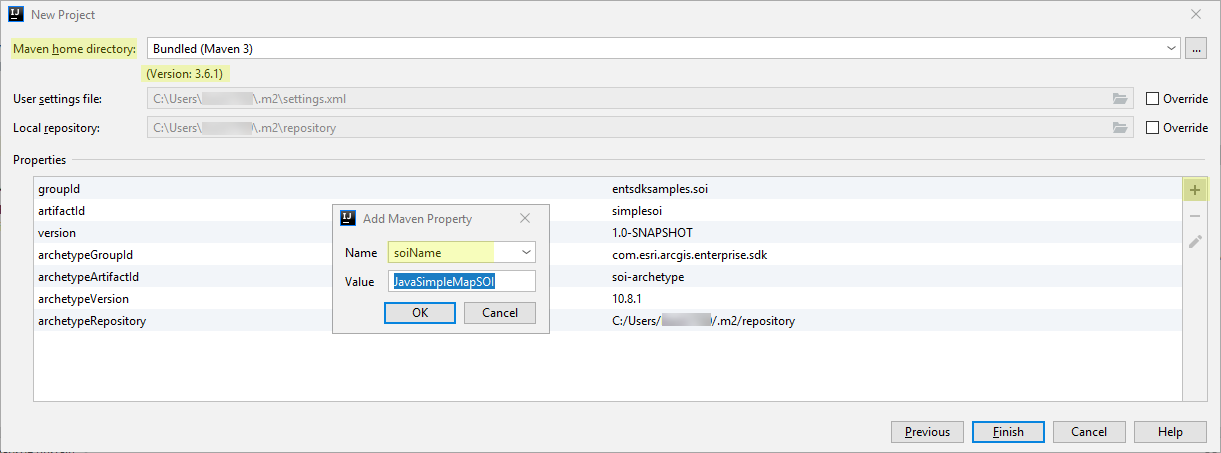 New Project
Maven home directory: Bundled (Maven 3) ...
(Version: 3.6.1)
User settings file: C:\Users\ \.m2\settings.xml Override
Local repository: C:\Users\ \.m2\repository Override
Properties
groupId entsdksamples.soi
artifactId simplesoi
version 1.0-SNAPSHOT
archetypeGroupId com.esri.arcgis.enterprise.sdk
archetypeArtifactId soi-archetype
archetypeVersion 10.8.1
archetypeRepository C:/Users/ /.m2/repository
Add Maven Property
Name soiName
Value JavaSimpleMapSOI
OK Cancel
Previous Finish Cancel Help